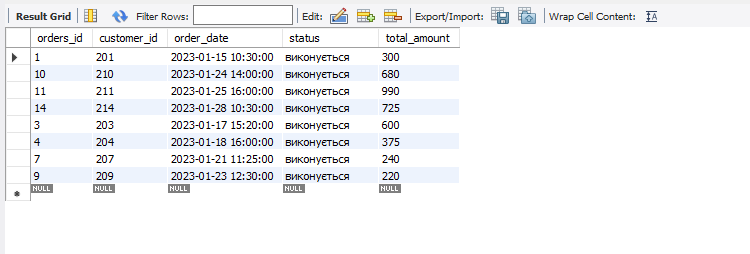 Result Grid Filter Rows: Edit: Export/Import: Wrap Cell Content: IA
orders_id customer_id order_date status total_amount
1 201 2023-01-15 10:30:00 виконується 300
10 210 2023-01-24 14:00:00 виконується 680
11 211 2023-01-25 16:00:00 виконується 990
14 214 2023-01-28 10:30:00 виконується 725
3 203 2023-01-17 15:20:00 виконується 600
4 204 2023-01-18 16:00:00 виконується 375
7 207 2023-01-21 11:25:00 виконується 240
9 209 2023-01-23 12:30:00 виконується 220
NULL NULL NULL NULL NULL